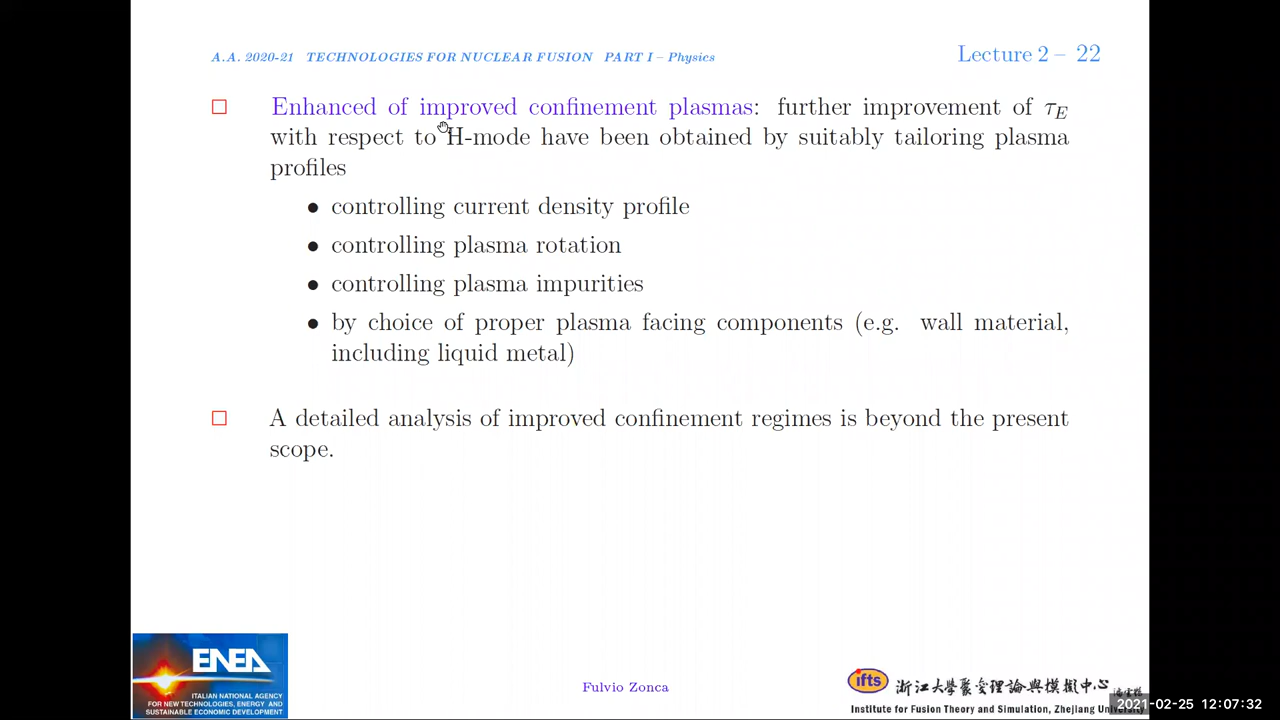 A.A. 2020-21 TECHNOLOGIES FOR NUCLEAR FUSION PART I – Physics Lecture 2 – 22
Enhanced of improved confinement plasmas: further improvement of τE
with respect to H-mode have been obtained by suitably tailoring plasma
profiles
• controlling current density profile
• controlling plasma rotation
• controlling plasma impurities
• by choice of proper plasma facing components (e.g. wall material,
including liquid metal)
A detailed analysis of improved confinement regimes is beyond the present
scope.
ENEA
ITALIAN NATIONAL AGENCY
FOR NEW TECHNOLOGIES, ENERGY AND
SUSTAINABLE ECONOMIC DEVELOPMENT
Fulvio Zonca
ifts 浙江大學聚变理論與模擬中心
Institute for Fusion Theory and Simulation, Zhejiang
2021-02-25 12:07:32